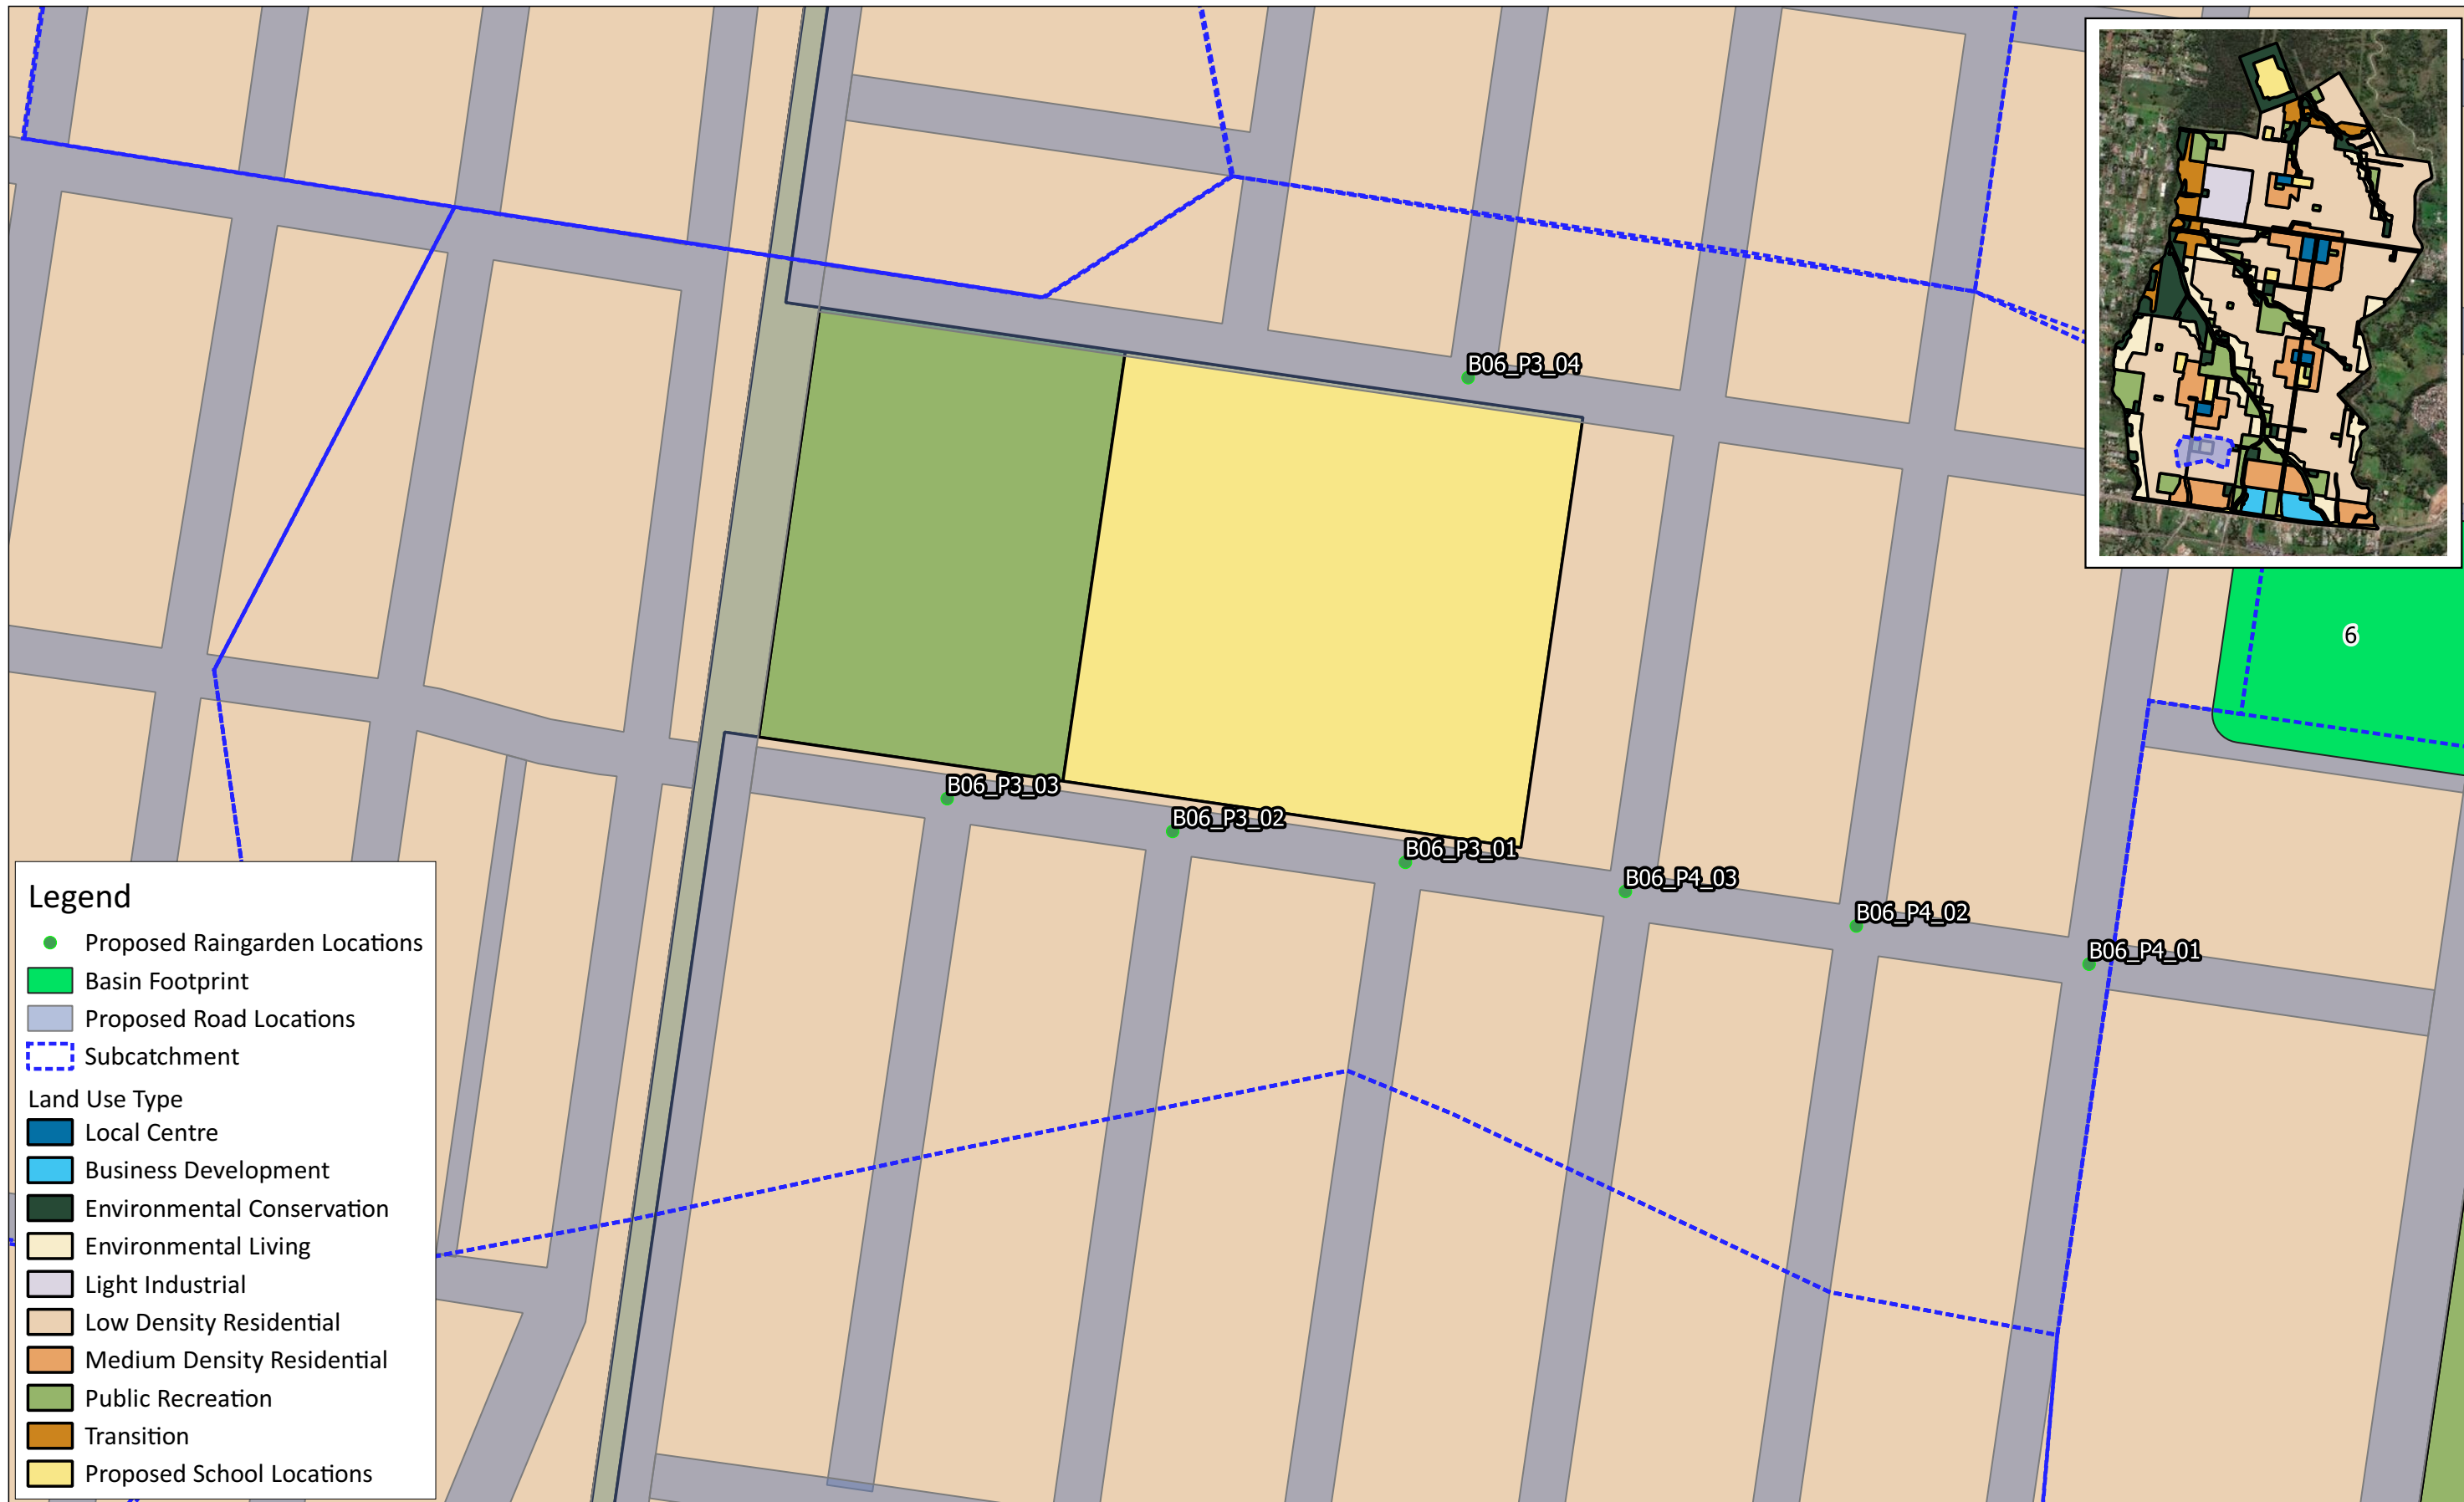 B06_P3_04
6
B06_P3_03
B06_P3_02
B06_P3_01
B06_P4_03
B06_P4_02
B06_P4_01
Legend
Proposed Raingarden Locations
Basin Footprint
Proposed Road Locations
Subcatchment
Land Use Type
Local Centre
Business Development
Environmental Conservation
Environmental Living
Light Industrial
Low Density Residential
Medium Density Residential
Public Recreation
Transition
Proposed School Locations